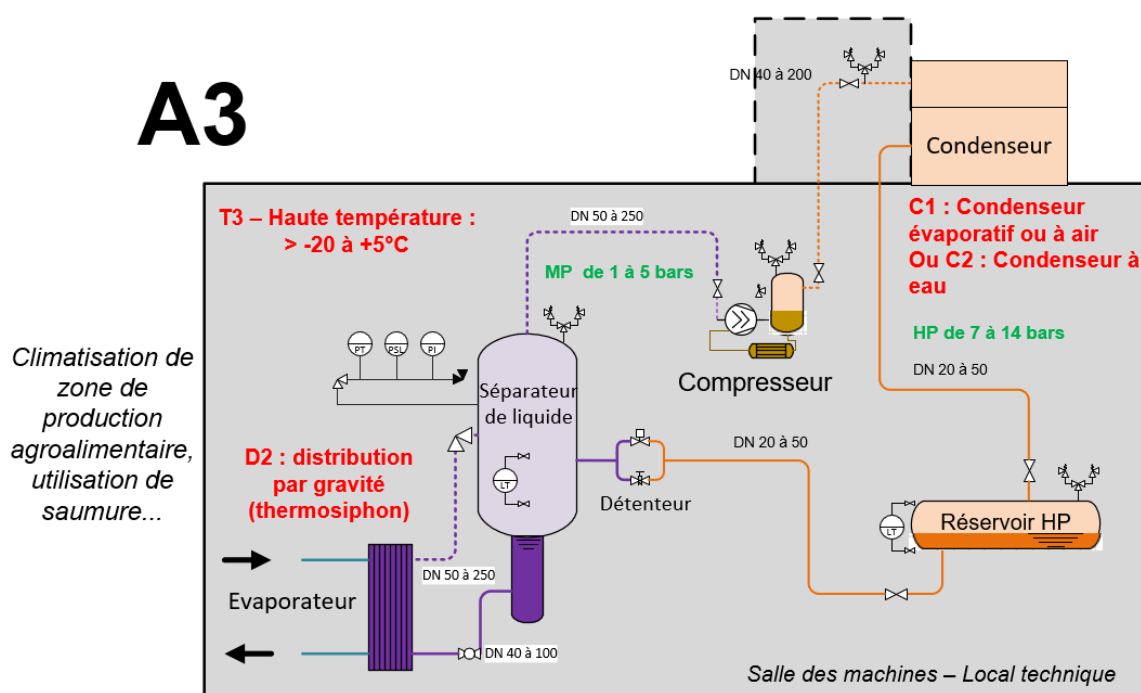 A3
DN 40 à 200
Condenseur
T3 – Haute température :
> -20 à +5°C
DN 50 à 250
MP de 1 à 5 bars
C1 : Condenseur
évaporatif ou à air
Ou C2 : Condenseur à
eau
HP de 7 à 14 bars
DN 20 à 50
PT
PSL
PI
Compresseur
Climatisation de
zone de
production
agroalimentaire,
utilisation de
saumure...
Séparateur
de liquide
LT
D2 : distribution
par gravité
(thermosiphon)
DN 20 à 50
Détenteur
LT
Réservoir HP
DN 50 à 250
Evaporateur
DN 40 à 100
Salle des machines – Local technique